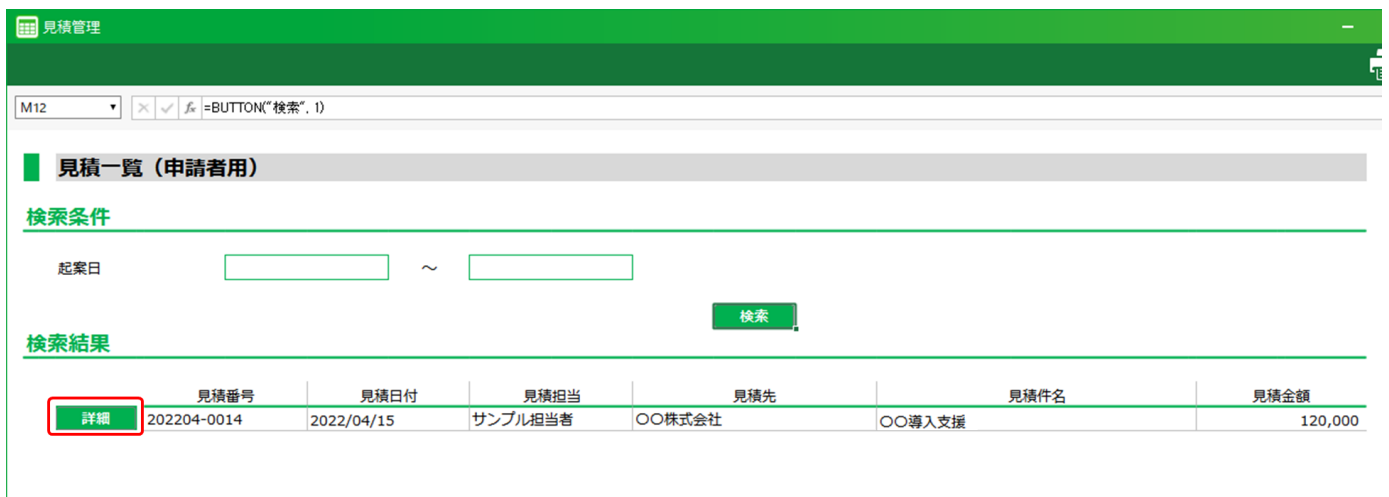 見積管理
M12 =BUTTON("検索", 1)
見積一覧（申請者用）
検索条件
起案日 ～
検索
検索結果
見積番号 見積日付 見積担当 見積先 見積件名 見積金額
詳細 202204-0014 2022/04/15 サンプル担当者 〇〇株式会社 〇〇導入支援 120,000